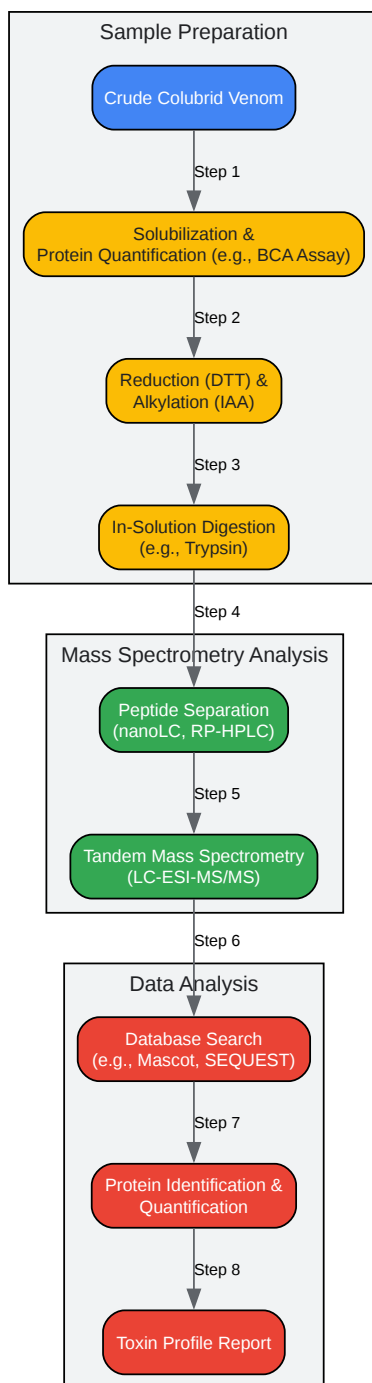 Sample Preparation
Crude Colubrid Venom
Step 1
Solubilization &
Protein Quantification (e.g., BCA Assay)
Step 2
Reduction (DTT) &
Alkylation (IAA)
Step 3
In-Solution Digestion
(e.g., Trypsin)
Step 4
Mass Spectrometry Analysis
Peptide Separation
(nanoLC, RP-HPLC)
Step 5
Tandem Mass Spectrometry
(LC-ESI-MS/MS)
Step 6
Data Analysis
Database Search
(e.g., Mascot, SEQUEST)
Step 7
Protein Identification &
Quantification
Step 8
Toxin Profile Report